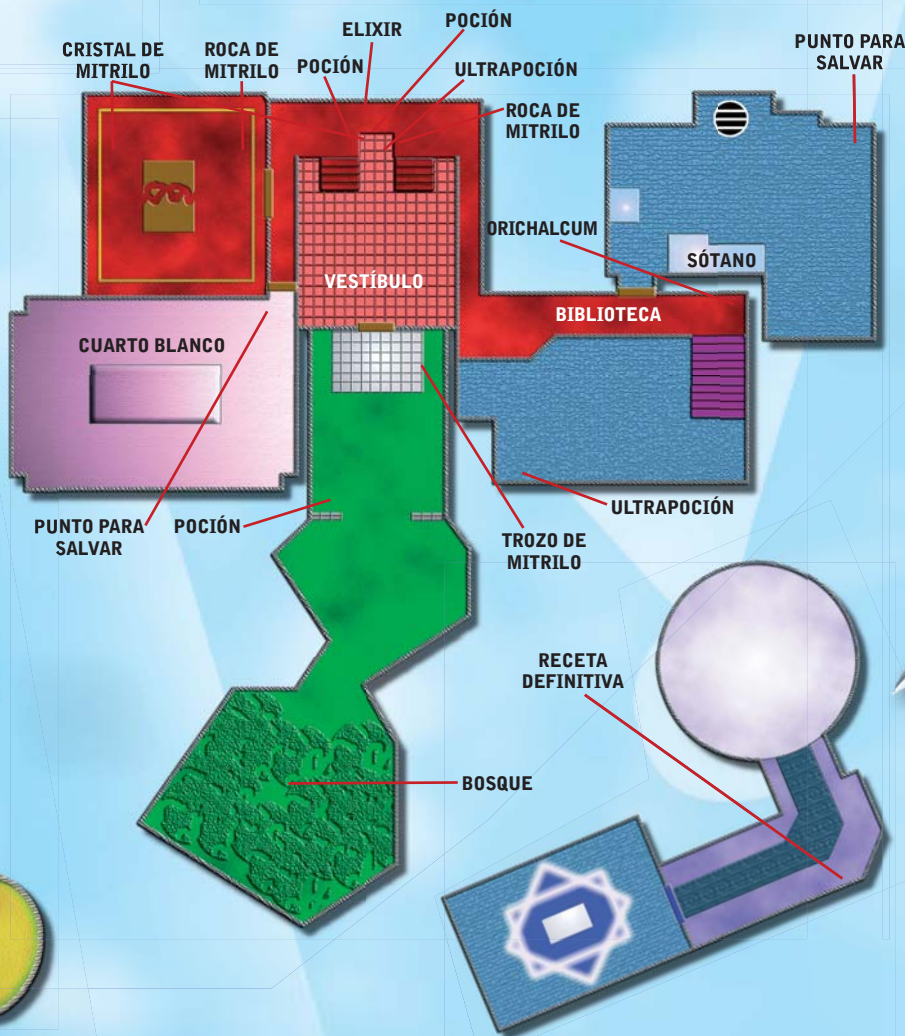 POCIÓN
ELIXIR
CRISTAL DE
MITRILO
ROCA DE
MITRILO
POCIÓN
ULTRAPOCIÓN
ROCA DE
MITRILO
PUNTO PARA
SALVAR
ORICHALCUM
SÓTANO
VESTÍBULO
BIBLIOTECA
CUARTO BLANCO
PUNTO PARA
SALVAR
POCIÓN
TROZO DE
MITRILO
ULTRAPOCIÓN
RECETA
DEFINITIVA
BOSQUE